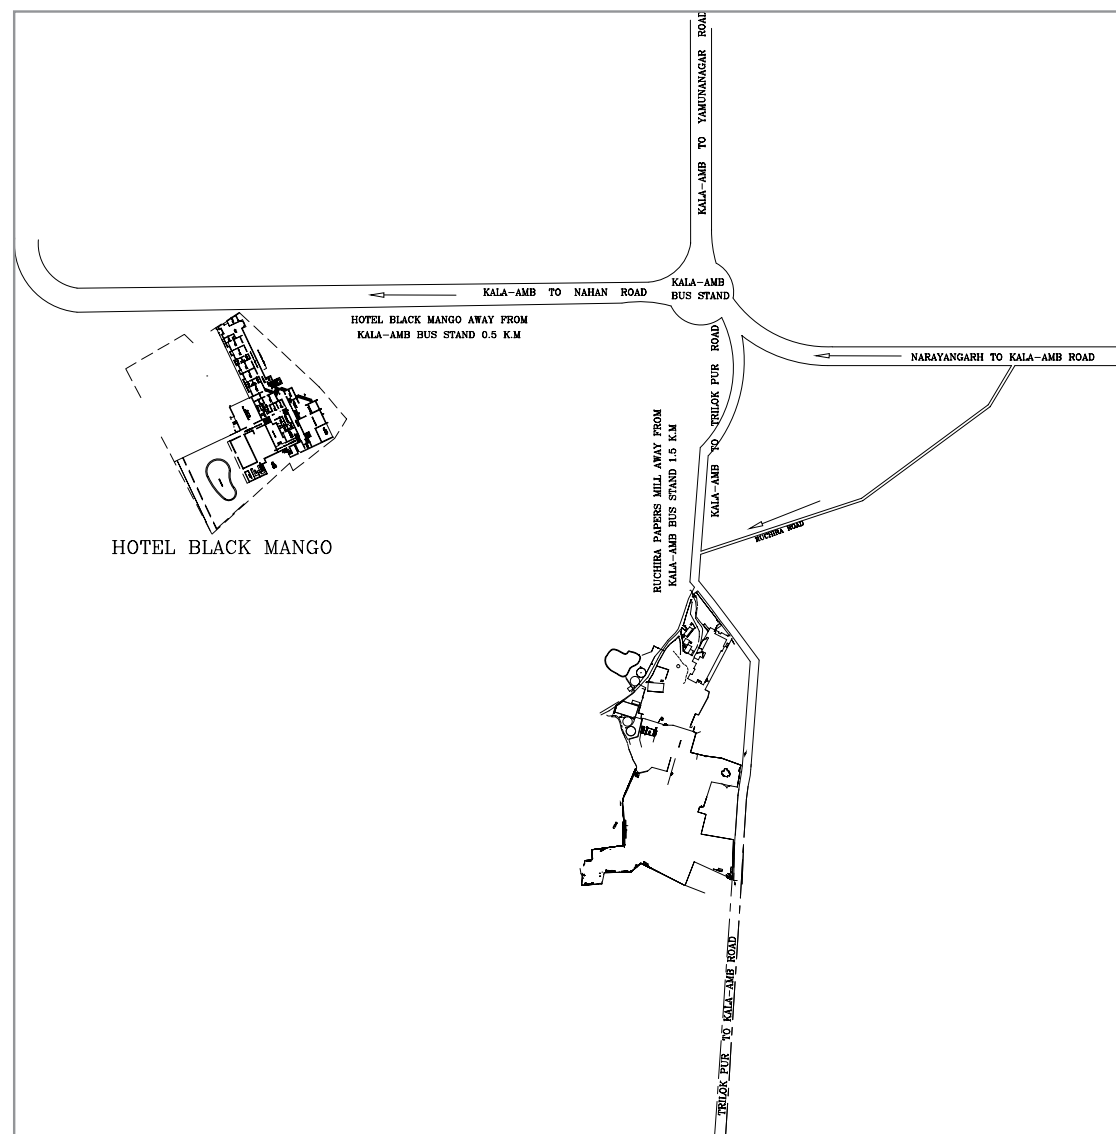 KALA-AMB TO YAMUNANAGAR ROAD
KALA-AMB
BUS STAND
KALA-AMB TO NAHAN ROAD
HOTEL BLACK MANGO AWAY FROM
KALA-AMB BUS STAND 0.5 K.M
NARAYANGARH TO KALA-AMB ROAD
KALA-AMB TO TRILOK PUR ROAD
RUCHIRA PAPERS MILL AWAY FROM
KALA-AMB BUS STAND 1.5 K.M
RUCHIRA ROAD
HOTEL BLACK MANGO
TRILOK PUR TO KALA-AMB ROAD